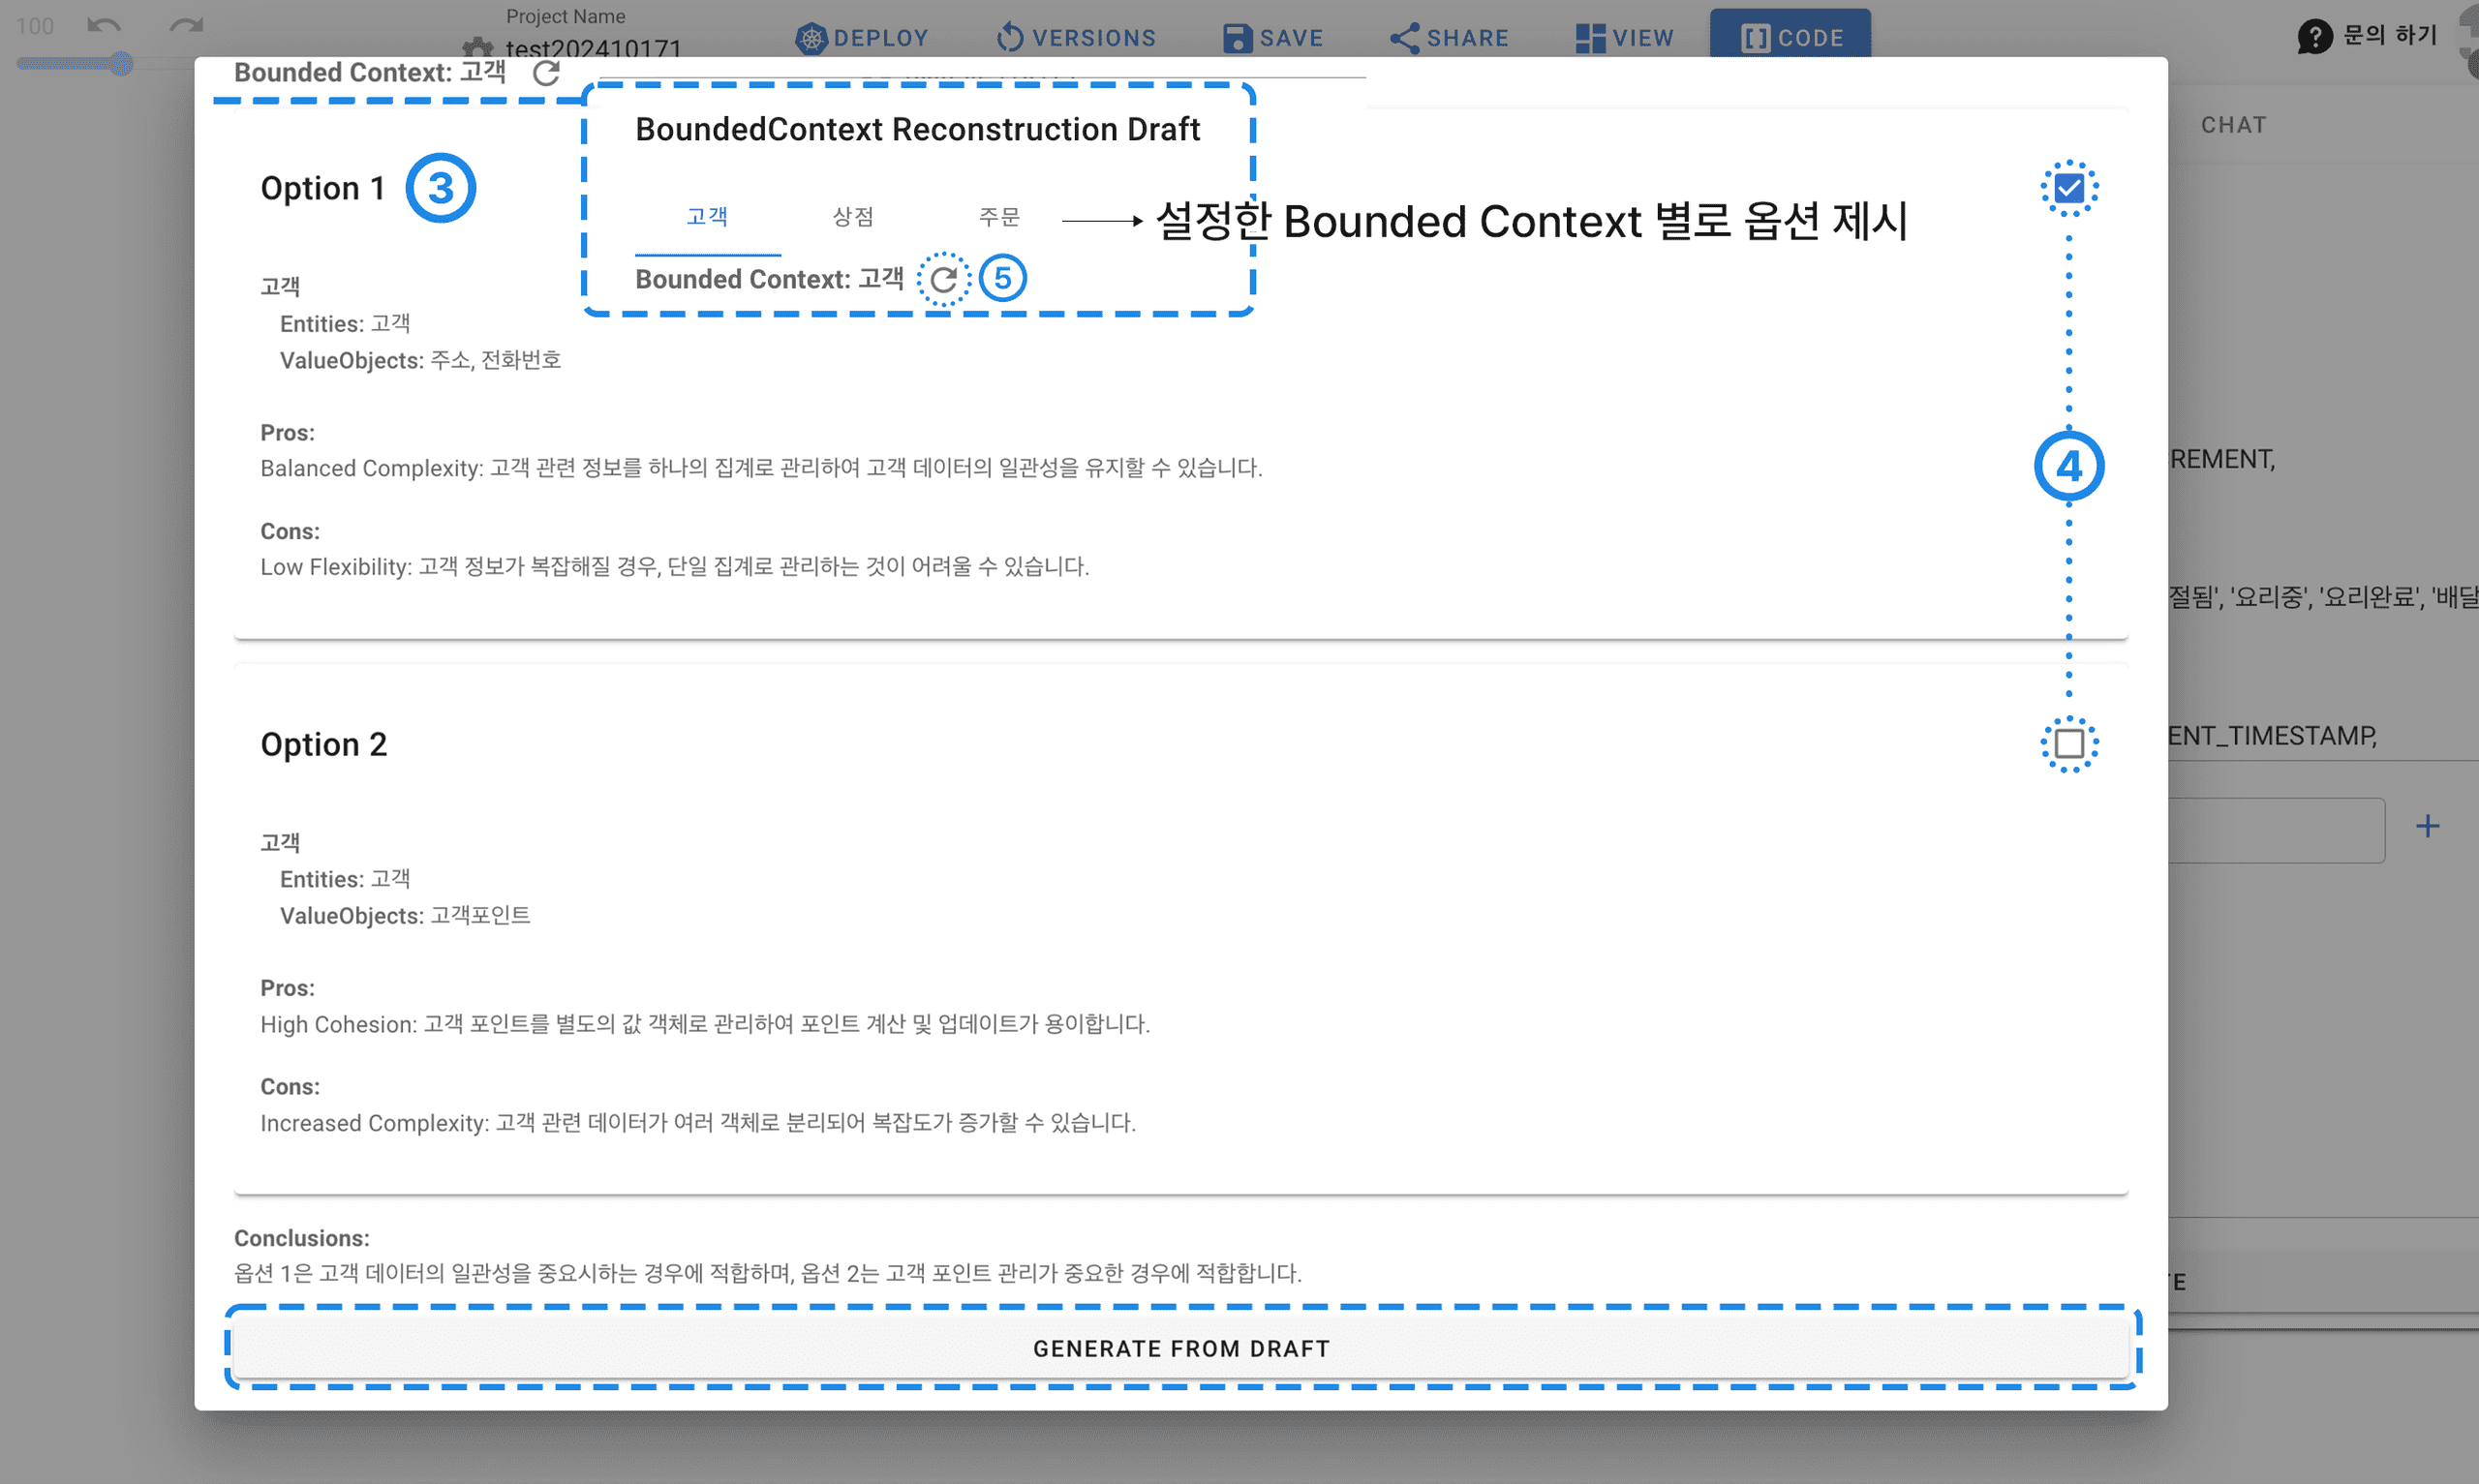 100
Project Name
test202410171
DEPLOY
VERSIONS
SAVE
SHARE
VIEW
CODE
문의 하기
Bounded Context: 고객
BoundedContext Reconstruction Draft
CHAT
Option 1
3
고객 상점 주문
설정한 Bounded Context 별로 옵션 제시
Bounded Context: 고객
5
고객
Entities: 고객
ValueObjects: 주소, 전화번호
Pros:
Balanced Complexity: 고객 관련 정보를 하나의 집계로 관리하여 고객 데이터의 일관성을 유지할 수 있습니다.
4
REMENT,
Cons:
Low Flexibility: 고객 정보가 복잡해질 경우, 단일 집계로 관리하는 것이 어려울 수 있습니다.
절됨', '요리중', '요리완료', '배달
Option 2
ENT_TIMESTAMP,
고객
Entities: 고객
ValueObjects: 고객포인트
Pros:
High Cohesion: 고객 포인트를 별도의 값 객체로 관리하여 포인트 계산 및 업데이트가 용이합니다.
Cons:
Increased Complexity: 고객 관련 데이터가 여러 객체로 분리되어 복잡도가 증가할 수 있습니다.
Conclusions:
옵션 1은 고객 데이터의 일관성을 중요시하는 경우에 적합하며, 옵션 2는 고객 포인트 관리가 중요한 경우에 적합합니다.
TE
GENERATE FROM DRAFT